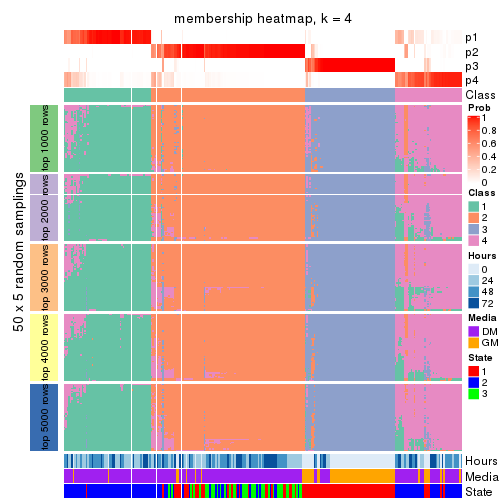 membership heatmap, k = 4
p1
p2
p3
p4
Class
50 x 5 random samplings
top 1000 rows
top 2000 rows
top 3000 rows
top 4000 rows
top 5000 rows
Hours
Media
State
Prob
1
0.8
0.6
0.4
0.2
0
Class
1
2
3
4
Hours
0
24
48
72
Media
DM
GM
State
1
2
3